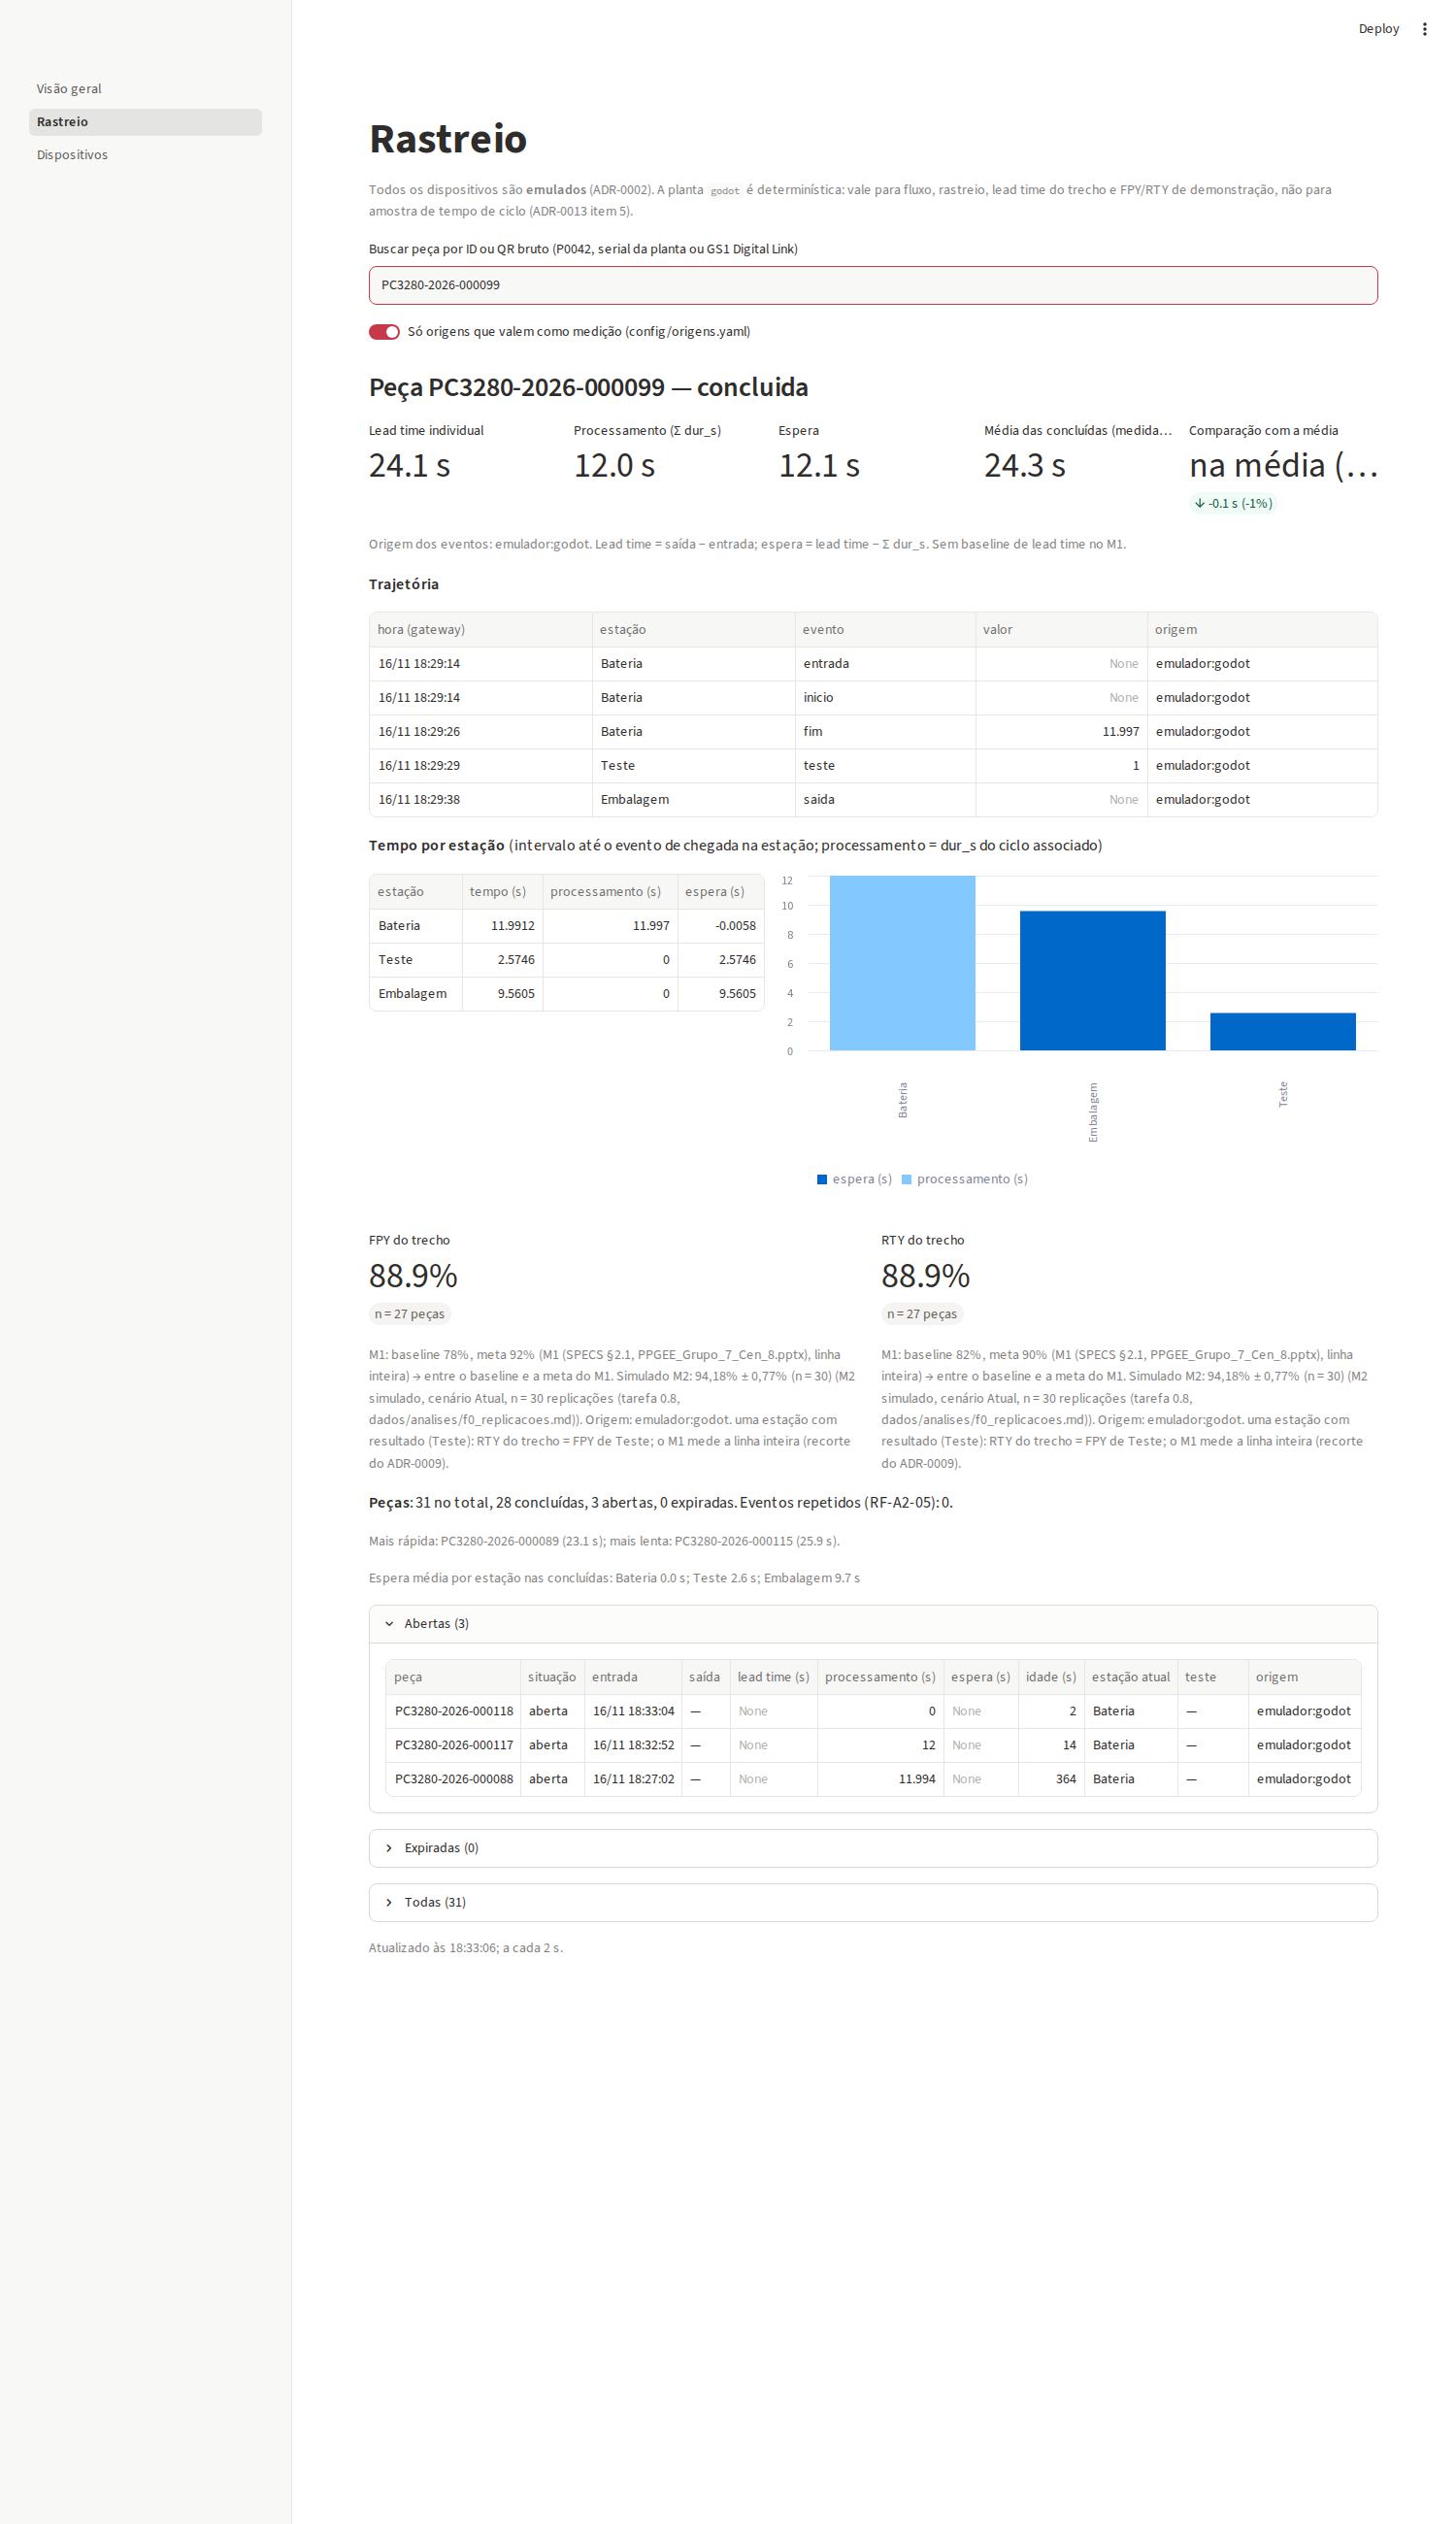 Deploy
Visão geral
Rastreio
Dispositivos
Rastreio
Todos os dispositivos são emulados (ADR-0002). A planta godot é determinística: vale para fluxo, rastreio, lead time do trecho e FPY/RTY de demonstração, não para
amostra de tempo de ciclo (ADR-0013 item 5).
Buscar peça por ID ou QR bruto (P0042, serial da planta ou GS1 Digital Link)
PC3280-2026-000099
Só origens que valem como medição (config/origens.yaml)
Peça PC3280-2026-000099 — concluida
Lead time individual Processamento (Σ dur_s) Espera Média das concluídas (medida… Comparação com a média
24.1 s 12.0 s 12.1 s 24.3 s na média (…
-0.1 s (-1%)
Origem dos eventos: emulador:godot. Lead time = saída − entrada; espera = lead time − Σ dur_s. Sem baseline de lead time no M1.
Trajetória
hora (gateway) estação evento valor origem
16/11 18:29:14 Bateria entrada None emulador:godot
16/11 18:29:14 Bateria inicio None emulador:godot
16/11 18:29:26 Bateria fim 11.997 emulador:godot
16/11 18:29:29 Teste teste 1 emulador:godot
16/11 18:29:38 Embalagem saida None emulador:godot
Tempo por estação (intervalo até o evento de chegada na estação; processamento = dur_s do ciclo associado)
estação tempo (s) processamento (s) espera (s)
Bateria 11.9912 11.997 -0.0058
Teste 2.5746 0 2.5746
Embalagem 9.5605 0 9.5605
12
10
8
6
4
2
0
Bateria
Embalagem
Teste
espera (s) processamento (s)
FPY do trecho
88.9%
n = 27 peças
M1: baseline 78%, meta 92% (M1 (SPECS §2.1, PPGEE_Grupo_7_Cen_8.pptx), linha
inteira) → entre o baseline e a meta do M1. Simulado M2: 94,18% ± 0,77% (n = 30) (M2
simulado, cenário Atual, n = 30 replicações (tarefa 0.8,
dados/analises/f0_replicacoes.md)). Origem: emulador:godot. uma estação com
resultado (Teste): RTY do trecho = FPY de Teste; o M1 mede a linha inteira (recorte
do ADR-0009).
RTY do trecho
88.9%
n = 27 peças
M1: baseline 82%, meta 90% (M1 (SPECS §2.1, PPGEE_Grupo_7_Cen_8.pptx), linha
inteira) → entre o baseline e a meta do M1. Simulado M2: 94,18% ± 0,77% (n = 30) (M2
simulado, cenário Atual, n = 30 replicações (tarefa 0.8,
dados/analises/f0_replicacoes.md)). Origem: emulador:godot. uma estação com
resultado (Teste): RTY do trecho = FPY de Teste; o M1 mede a linha inteira (recorte
do ADR-0009).
Peças: 31 no total, 28 concluídas, 3 abertas, 0 expiradas. Eventos repetidos (RF-A2-05): 0.
Mais rápida: PC3280-2026-000089 (23.1 s); mais lenta: PC3280-2026-000115 (25.9 s).
Espera média por estação nas concluídas: Bateria 0.0 s; Teste 2.6 s; Embalagem 9.7 s
Abertas (3)
peça situação entrada saída lead time (s) processamento (s) espera (s) idade (s) estação atual teste origem
PC3280-2026-000118 aberta 16/11 18:33:04 — None 0 None 2 Bateria — emulador:godot
PC3280-2026-000117 aberta 16/11 18:32:52 — None 12 None 14 Bateria — emulador:godot
PC3280-2026-000088 aberta 16/11 18:27:02 — None 11.994 None 364 Bateria — emulador:godot
Expiradas (0)
Todas (31)
Atualizado às 18:33:06; a cada 2 s.